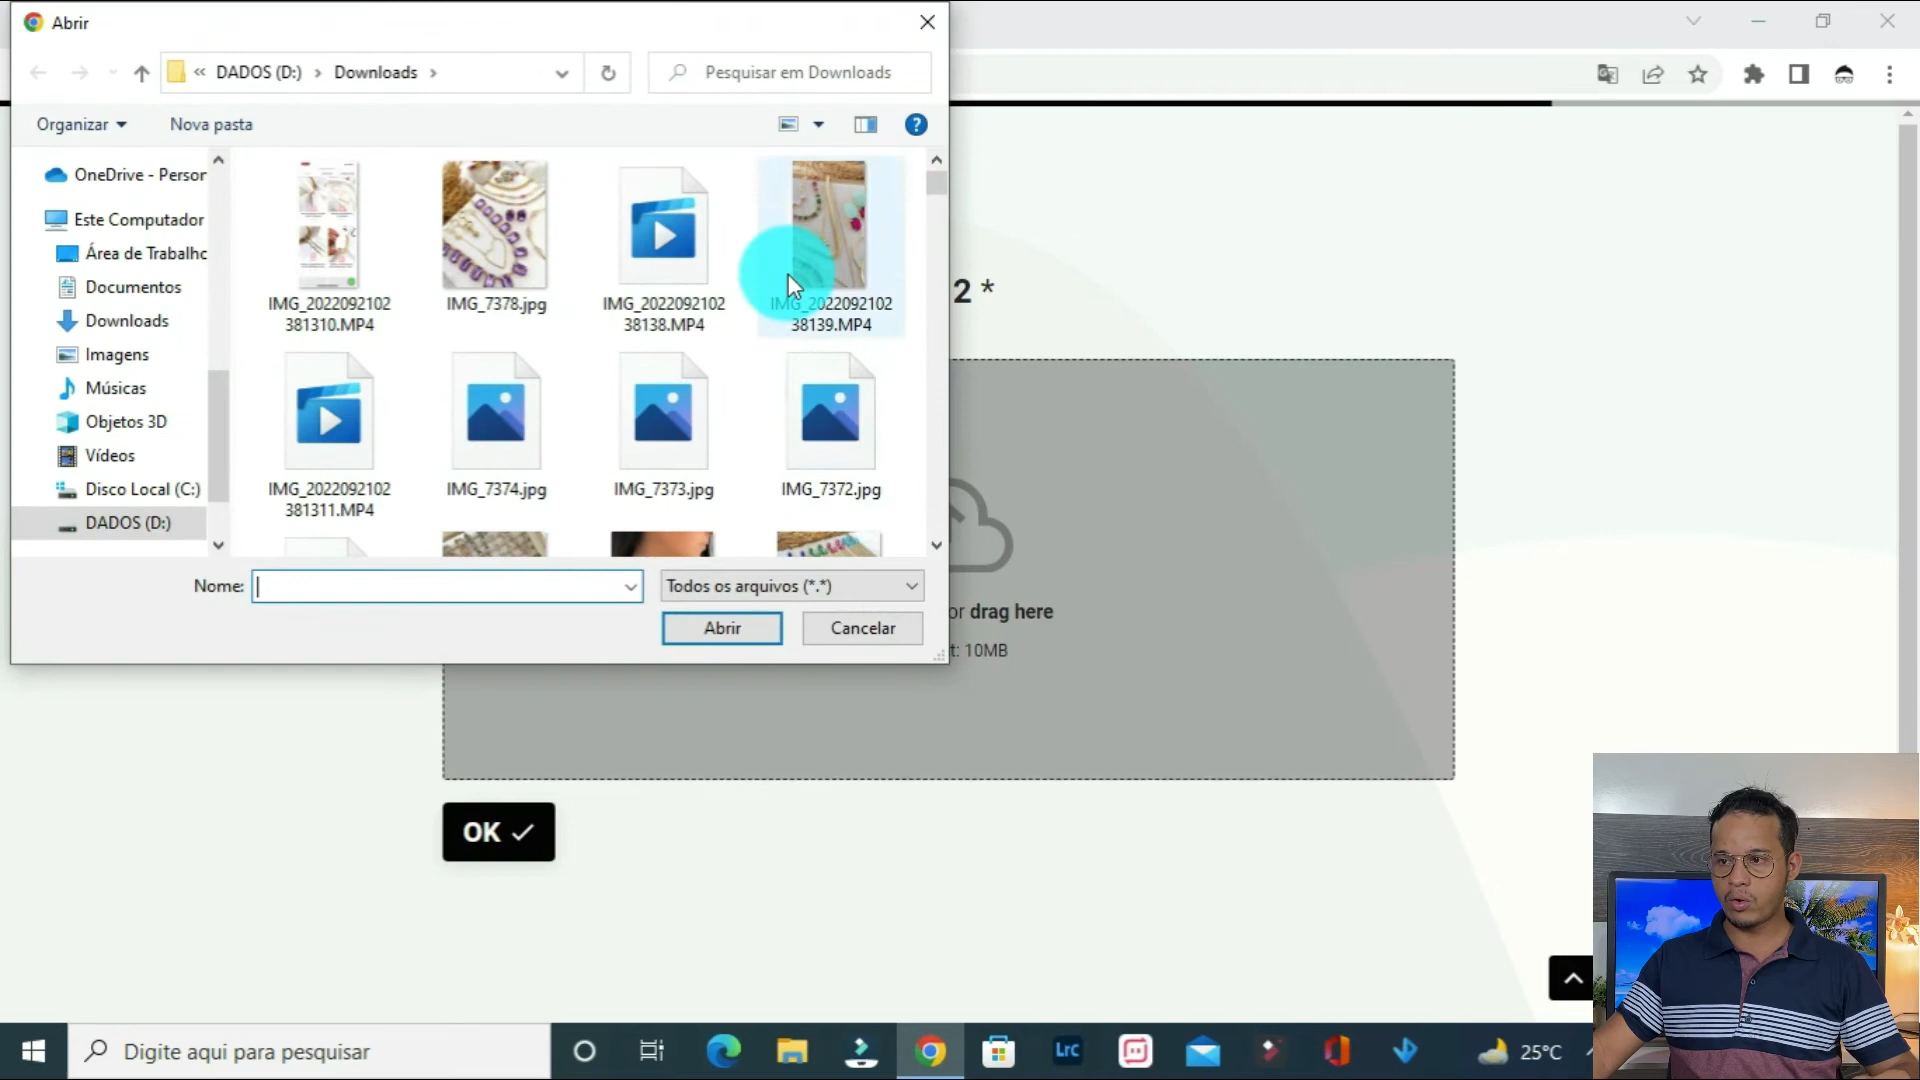 Abrir
« DADOS (D:) › Downloads ›
Pesquisar em Downloads
Organizar
Nova pasta
OneDrive - Person
Este Computador
Área de Trabalho
Documentos
Downloads
Imagens
Músicas
Objetos 3D
Vídeos
Disco Local (C:)
DADOS (D:)
IMG_2022092102
381310.MP4
IMG_7378.jpg
IMG_2022092102
38138.MP4
IMG_2022092102
38139.MP4
IMG_2022092102
381311.MP4
IMG_7374.jpg
IMG_7373.jpg
IMG_7372.jpg
Nome:
Todos os arquivos (*.*)
Abrir
Cancelar
2 *
or drag here
t: 10MB
OK
Digite aqui para pesquisar
Lrc
25°C